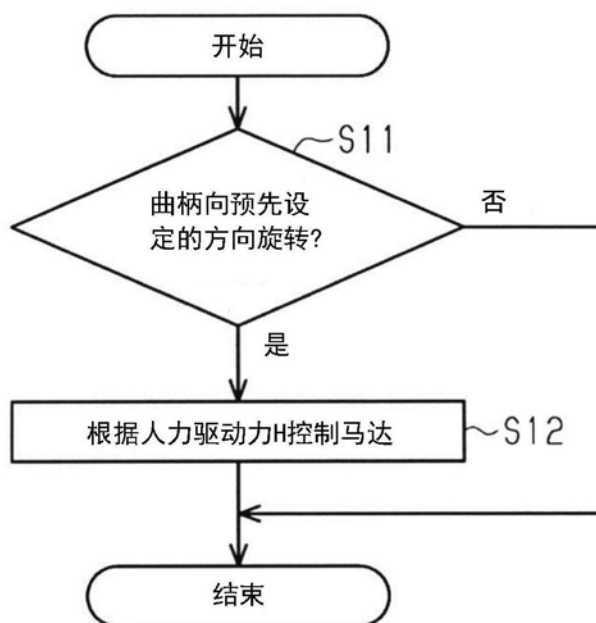 开始
S11
曲柄向预先设
定的方向旋转?
否
是
根据人力驱动力H控制马达
S12
结束